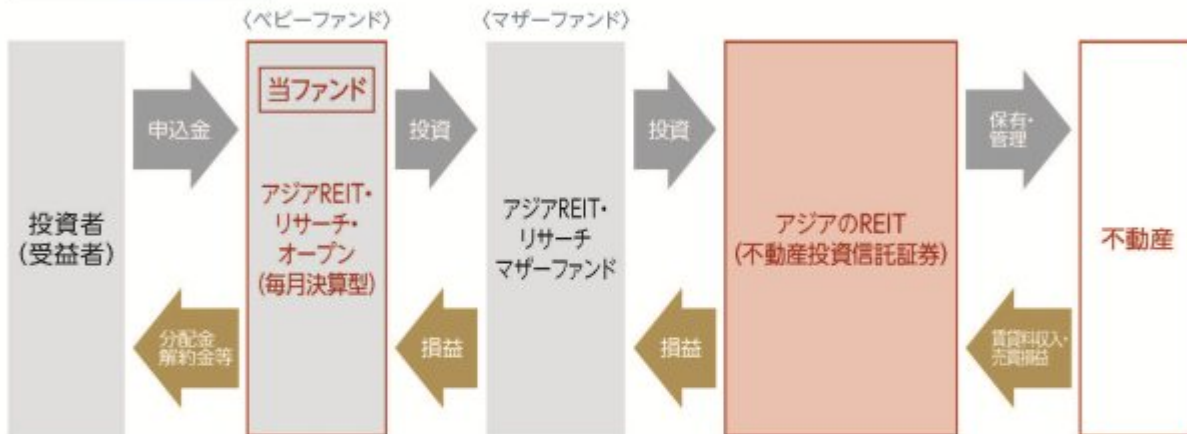 〈ベビーファンド〉
〈マザーファンド〉
当ファンド
申込金
投資
投資
保有・
管理
投資者
(受益者)
アジアREIT・
リサーチ・
オープン
(毎月決算型)
アジアREIT・
リサーチ
マザーファンド
アジアのREIT
(不動産投資信託証券)
不動産
分配金
解約金等
損益
損益
賃貸料収入・
売買損益